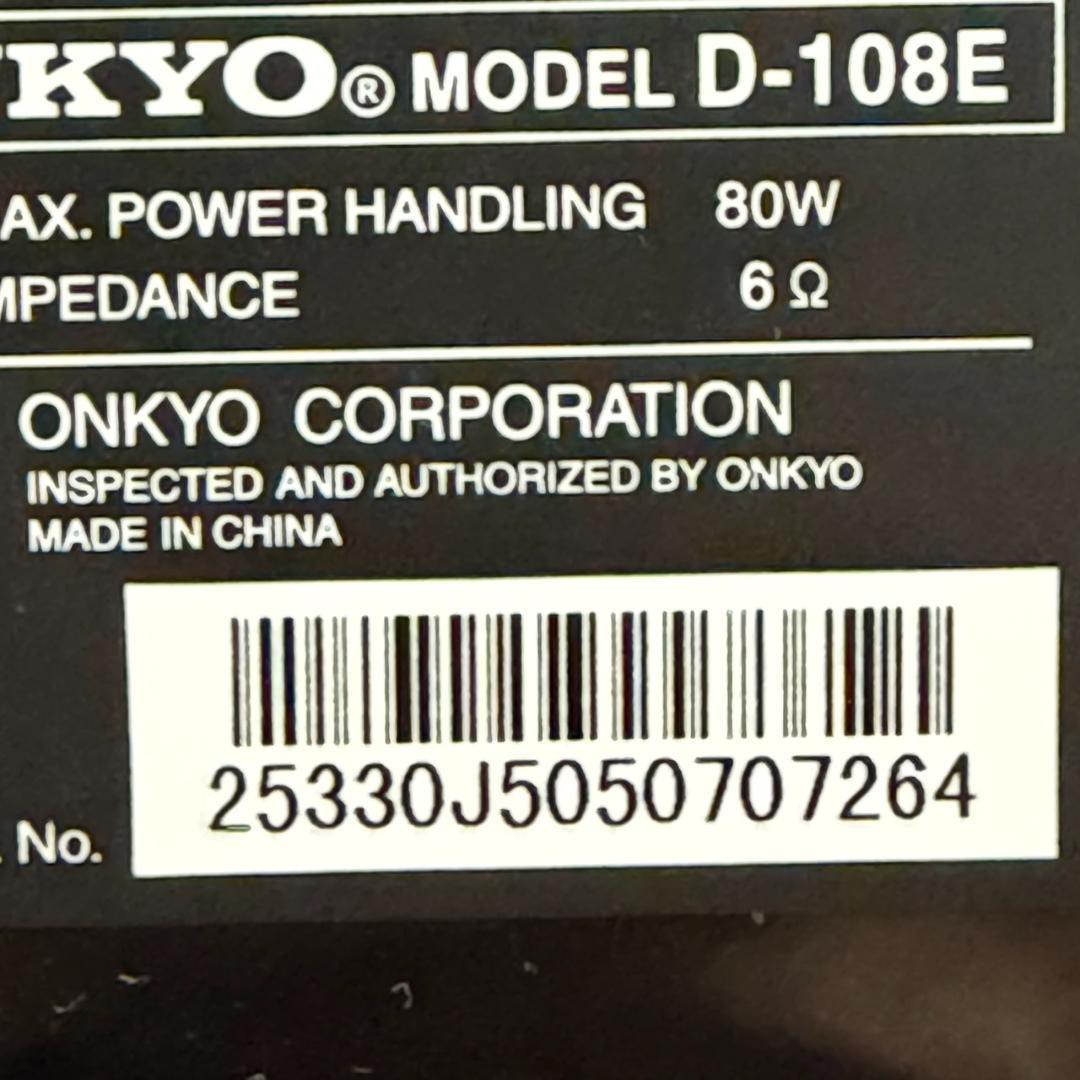 NKYO® MODEL D-108E
AX. POWER HANDLING 80W
MPEDANCE 6 Ω
ONKYO CORPORATION
INSPECTED AND AUTHORIZED BY ONKYO
MADE IN CHINA
25330J5050707264
. No.